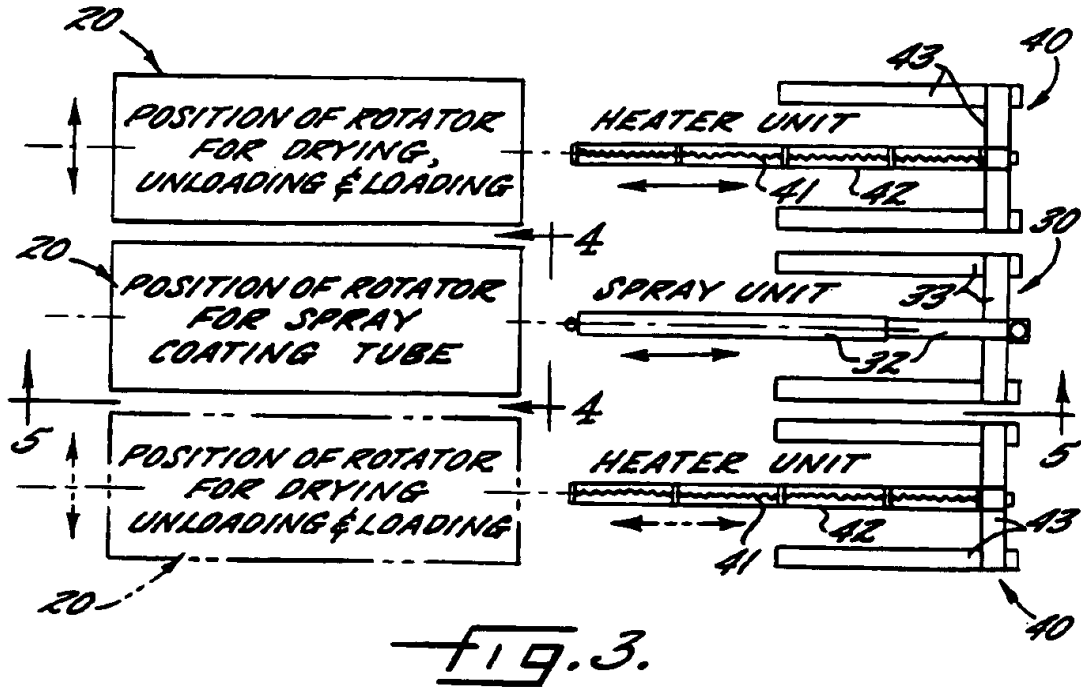 20
POSITION OF ROTATOR
FOR DRYING,
UNLOADING & LOADING
HEATER UNIT
43
40
41
42
4
20
POSITION OF ROTATOR
FOR SPRAY
COATING TUBE
SPRAY UNIT
33
30
32
4
5
5
POSITION OF ROTATOR
FOR DRYING
UNLOADING & LOADING
HEATER UNIT
41
42
43
20
40
Fig. 3.